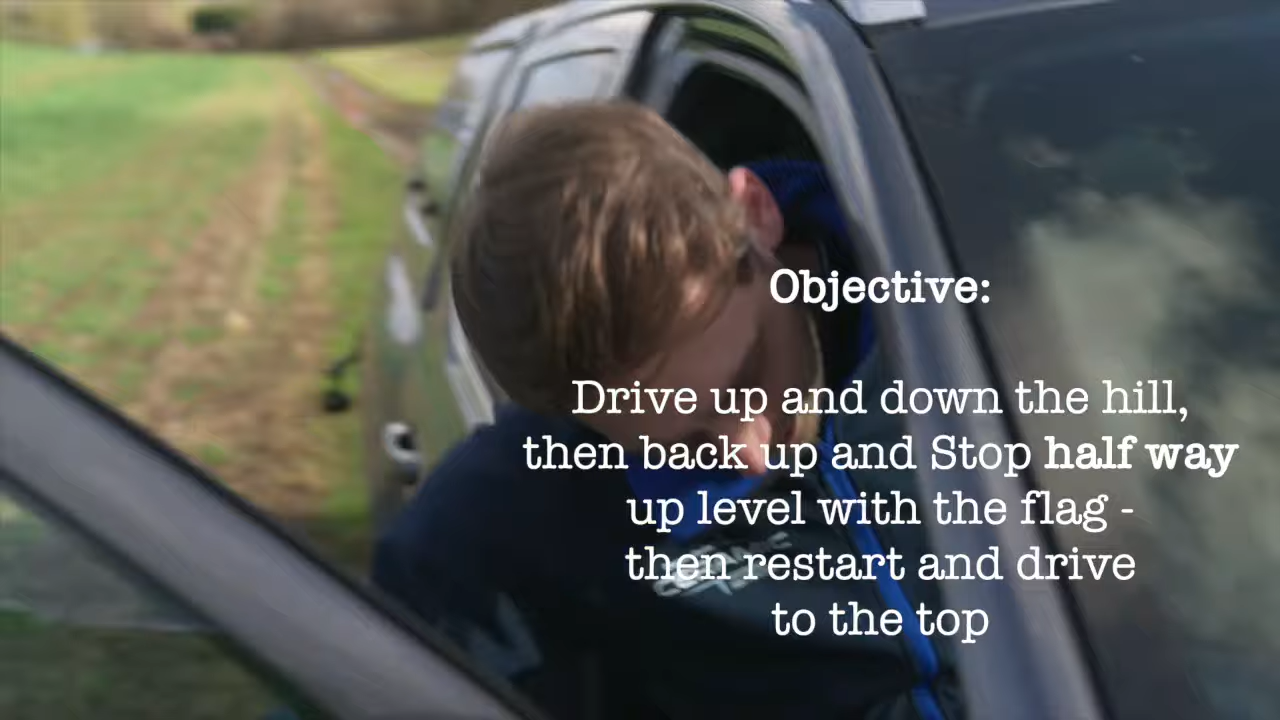 Objective:
Drive up and down the hill,
then back up and Stop half way
up level with the flag -
then restart and drive
to the top